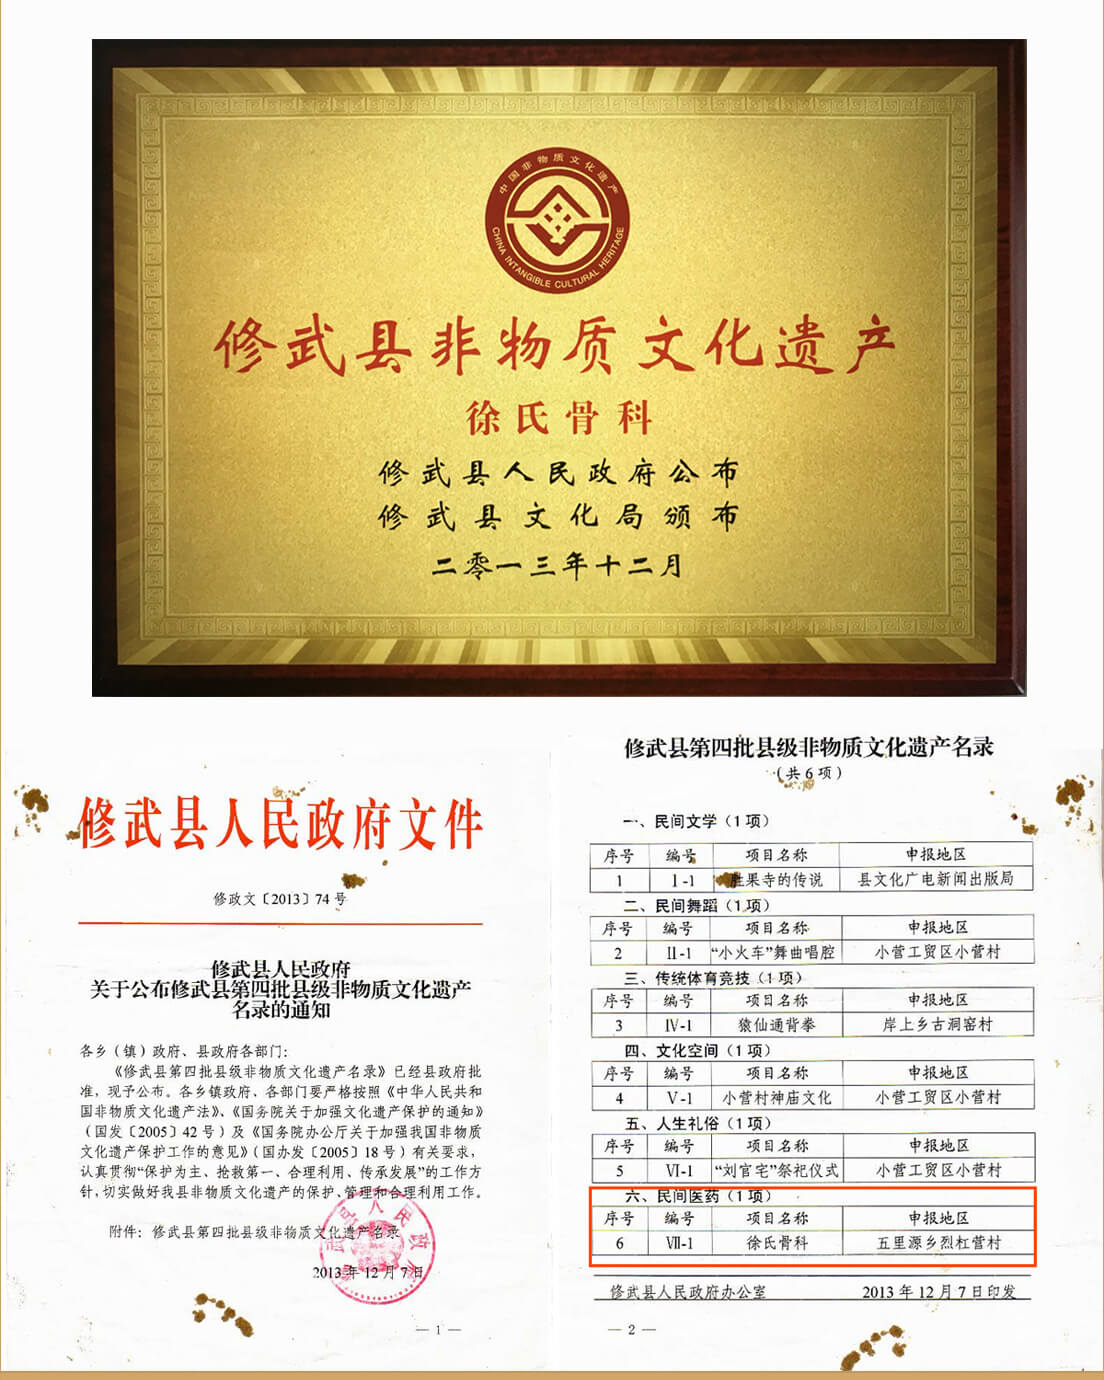 中国非物质文化遗产
CHINA INTANGIBLE CULTURAL HERITAGE
修武县非物质文化遗产
徐氏骨科
修武县人民政府公布
修武县文化局颁布
二零一三年十二月
修武县人民政府文件
修政文〔2013〕74号
修武县人民政府
关于公布修武县第四批县级非物质文化遗产
名录的通知
各乡（镇）政府、县政府各部门：
《修武县第四批县级非物质文化遗产名录》已经县政府批
准，现予公布。各乡镇政府、各部门要严格按照《中华人民共和
国非物质文化遗产法》、《国务院关于加强文化遗产保护的通知》
（国发〔2005〕42号）及《国务院办公厅关于加强我国非物质
文化遗产保护工作的意见》（国办发〔2005〕18号）有关要求，
认真贯彻“保护为主、抢救第一、合理利用、传承发展”的工作方
针，切实做好我县非物质文化遗产的保护、管理和合理利用工作。
附件：修武县第四批县级非物质文化遗产名录
2013年12月7日
— 1 —
修武县第四批县级非物质文化遗产名录
（共6项）
一、民间文学（1项）
序号 编号 项目名称 申报地区
1 Ⅰ-1 胜果寺的传说 县文化广电新闻出版局
二、民间舞蹈（1项）
序号 编号 项目名称 申报地区
2 Ⅱ-1 “小火车”舞曲唱腔 小营工贸区小营村
三、传统体育竞技（1项）
序号 编号 项目名称 申报地区
3 Ⅳ-1 猿仙通背拳 岸上乡古洞窑村
四、文化空间（1项）
序号 编号 项目名称 申报地区
4 Ⅴ-1 小营村神庙文化 小营工贸区小营村
五、人生礼俗（1项）
序号 编号 项目名称 申报地区
5 Ⅵ-1 “刘官宅”祭祀仪式 小营工贸区小营村
六、民间医药（1项）
序号 编号 项目名称 申报地区
6 Ⅶ-1 徐氏骨科 五里源乡烈杠营村
修武县人民政府办公室 2013年12月7日印发
— 2 —